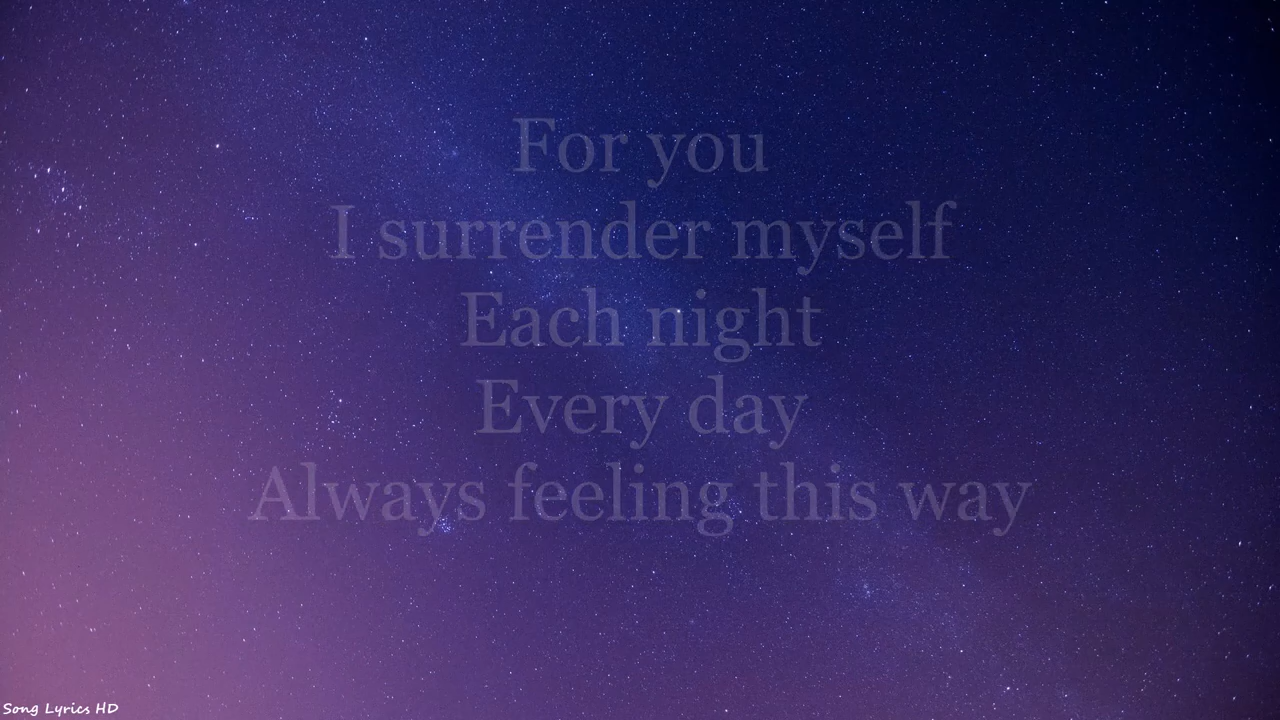 For you
I surrender myself
Each night
Every day
Always feeling this way
Song Lyrics HD